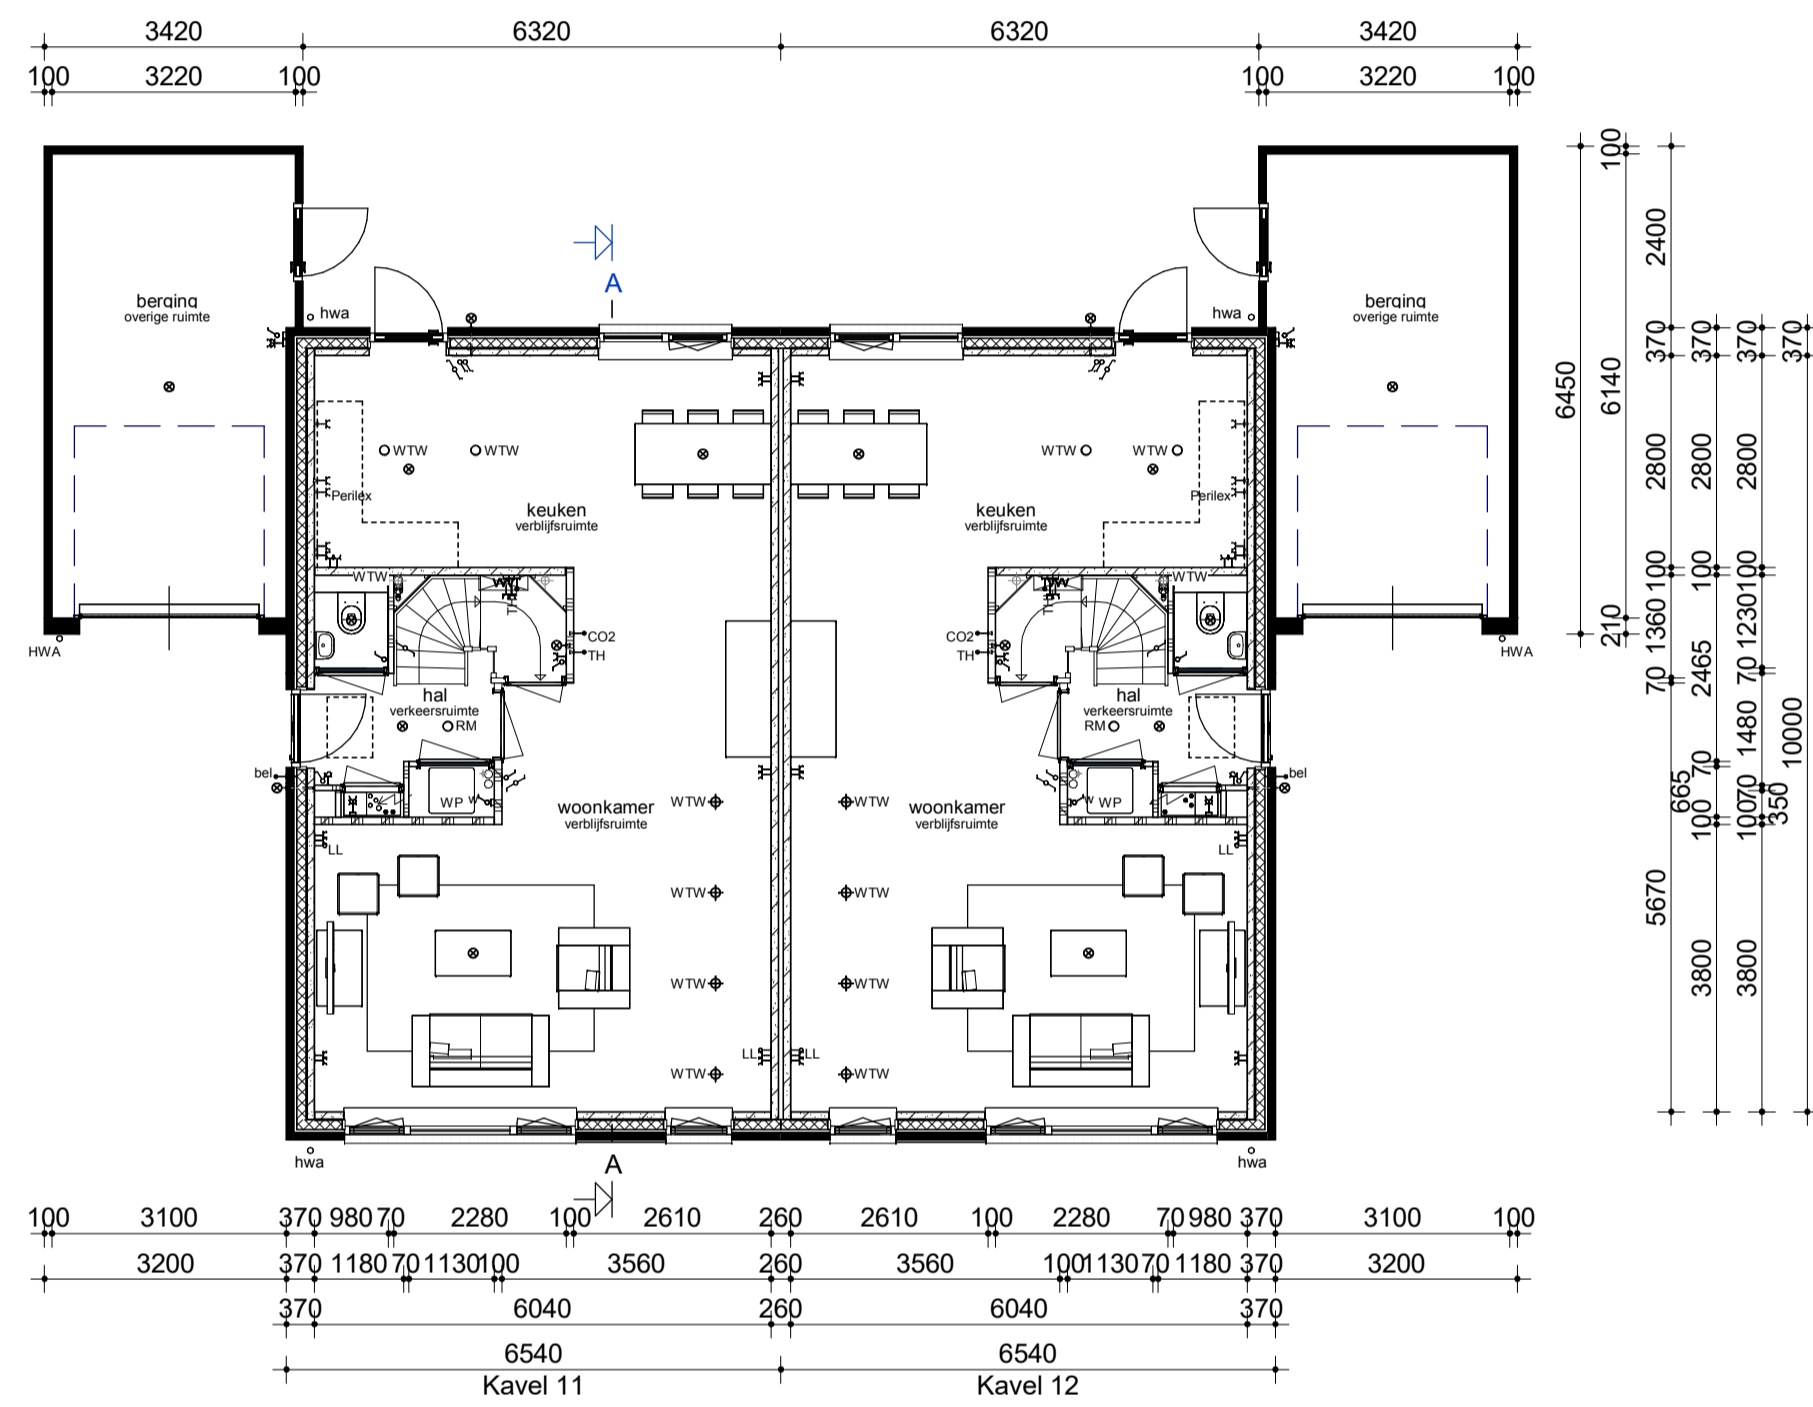 3420 6320 6320 3420
100 3220 100 100 3220 100
A
berging
overige ruimte
hwa
hwa
berging
overige ruimte
WTW WTW
WTW WTW
Perilex
Perilex
keuken
verblijfsruimte
keuken
verblijfsruimte
WTW
WTW
CO2
TH
CO2
TH
HWA
HWA
hal
verkeersruimte
RM
hal
verkeersruimte
RM
bel
bel
WP
W
W
WP
woonkamer
verblijfsruimte
woonkamer
verblijfsruimte
WTW WTW
LL
LL
WTW WTW
WTW WTW
LL LL
WTW WTW
hwa
A
hwa
100 3100 370 980 70 2280 100 2610 260 2610 100 2280 70 980 370 3100 100
3200 370 1180 70 1130 100 3560 260 3560 100 1130 70 1180 370 3200
370 6040 260 6040 370
6540 6540
Kavel 11 Kavel 12
6450
100 6140 210
2400 370 2800 100 1360 70 5670
370 2800 100 2465 70 665 100 3800
370 2800 100 1230 70 1480 70 100 3800
370 10000 350